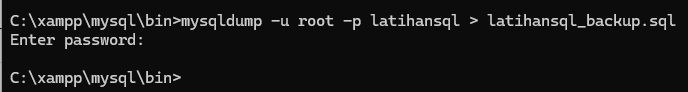 C:\xampp\mysql\bin>mysqldump -u root -p latihansql > latihansql_backup.sql
Enter password:
C:\xampp\mysql\bin>